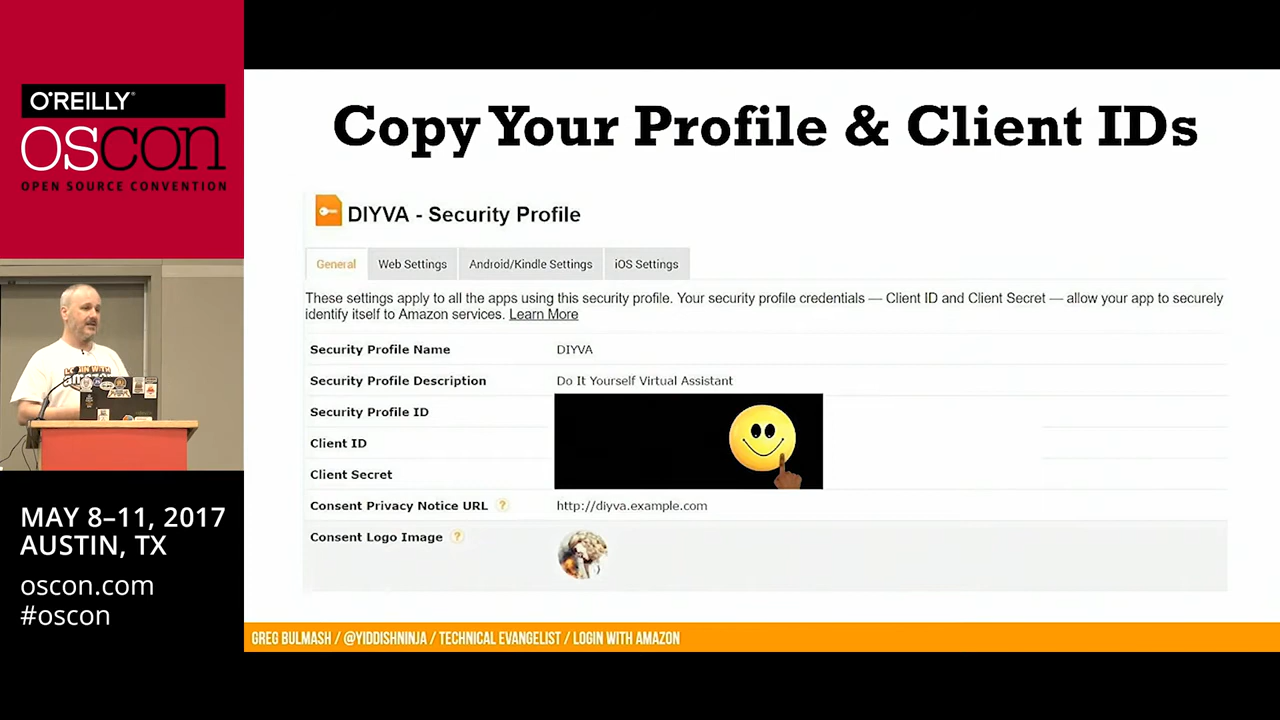 O'REILLY®
OSCON
OPEN SOURCE CONVENTION
MAY 8–11, 2017
AUSTIN, TX
oscon.com
#oscon
Copy Your Profile & Client IDs
DIYVA - Security Profile
General Web Settings Android/Kindle Settings iOS Settings
These settings apply to all the apps using this security profile. Your security profile credentials — Client ID and Client Secret — allow your app to securely
identify itself to Amazon services. Learn More
Security Profile Name DIYVA
Security Profile Description Do It Yourself Virtual Assistant
Security Profile ID
Client ID
Client Secret
Consent Privacy Notice URL ? http://diyva.example.com
Consent Logo Image ?
GREG BULMASH / @YIDDISHNINJA / TECHNICAL EVANGELIST / LOGIN WITH AMAZON
LOGIN WITH
amazon